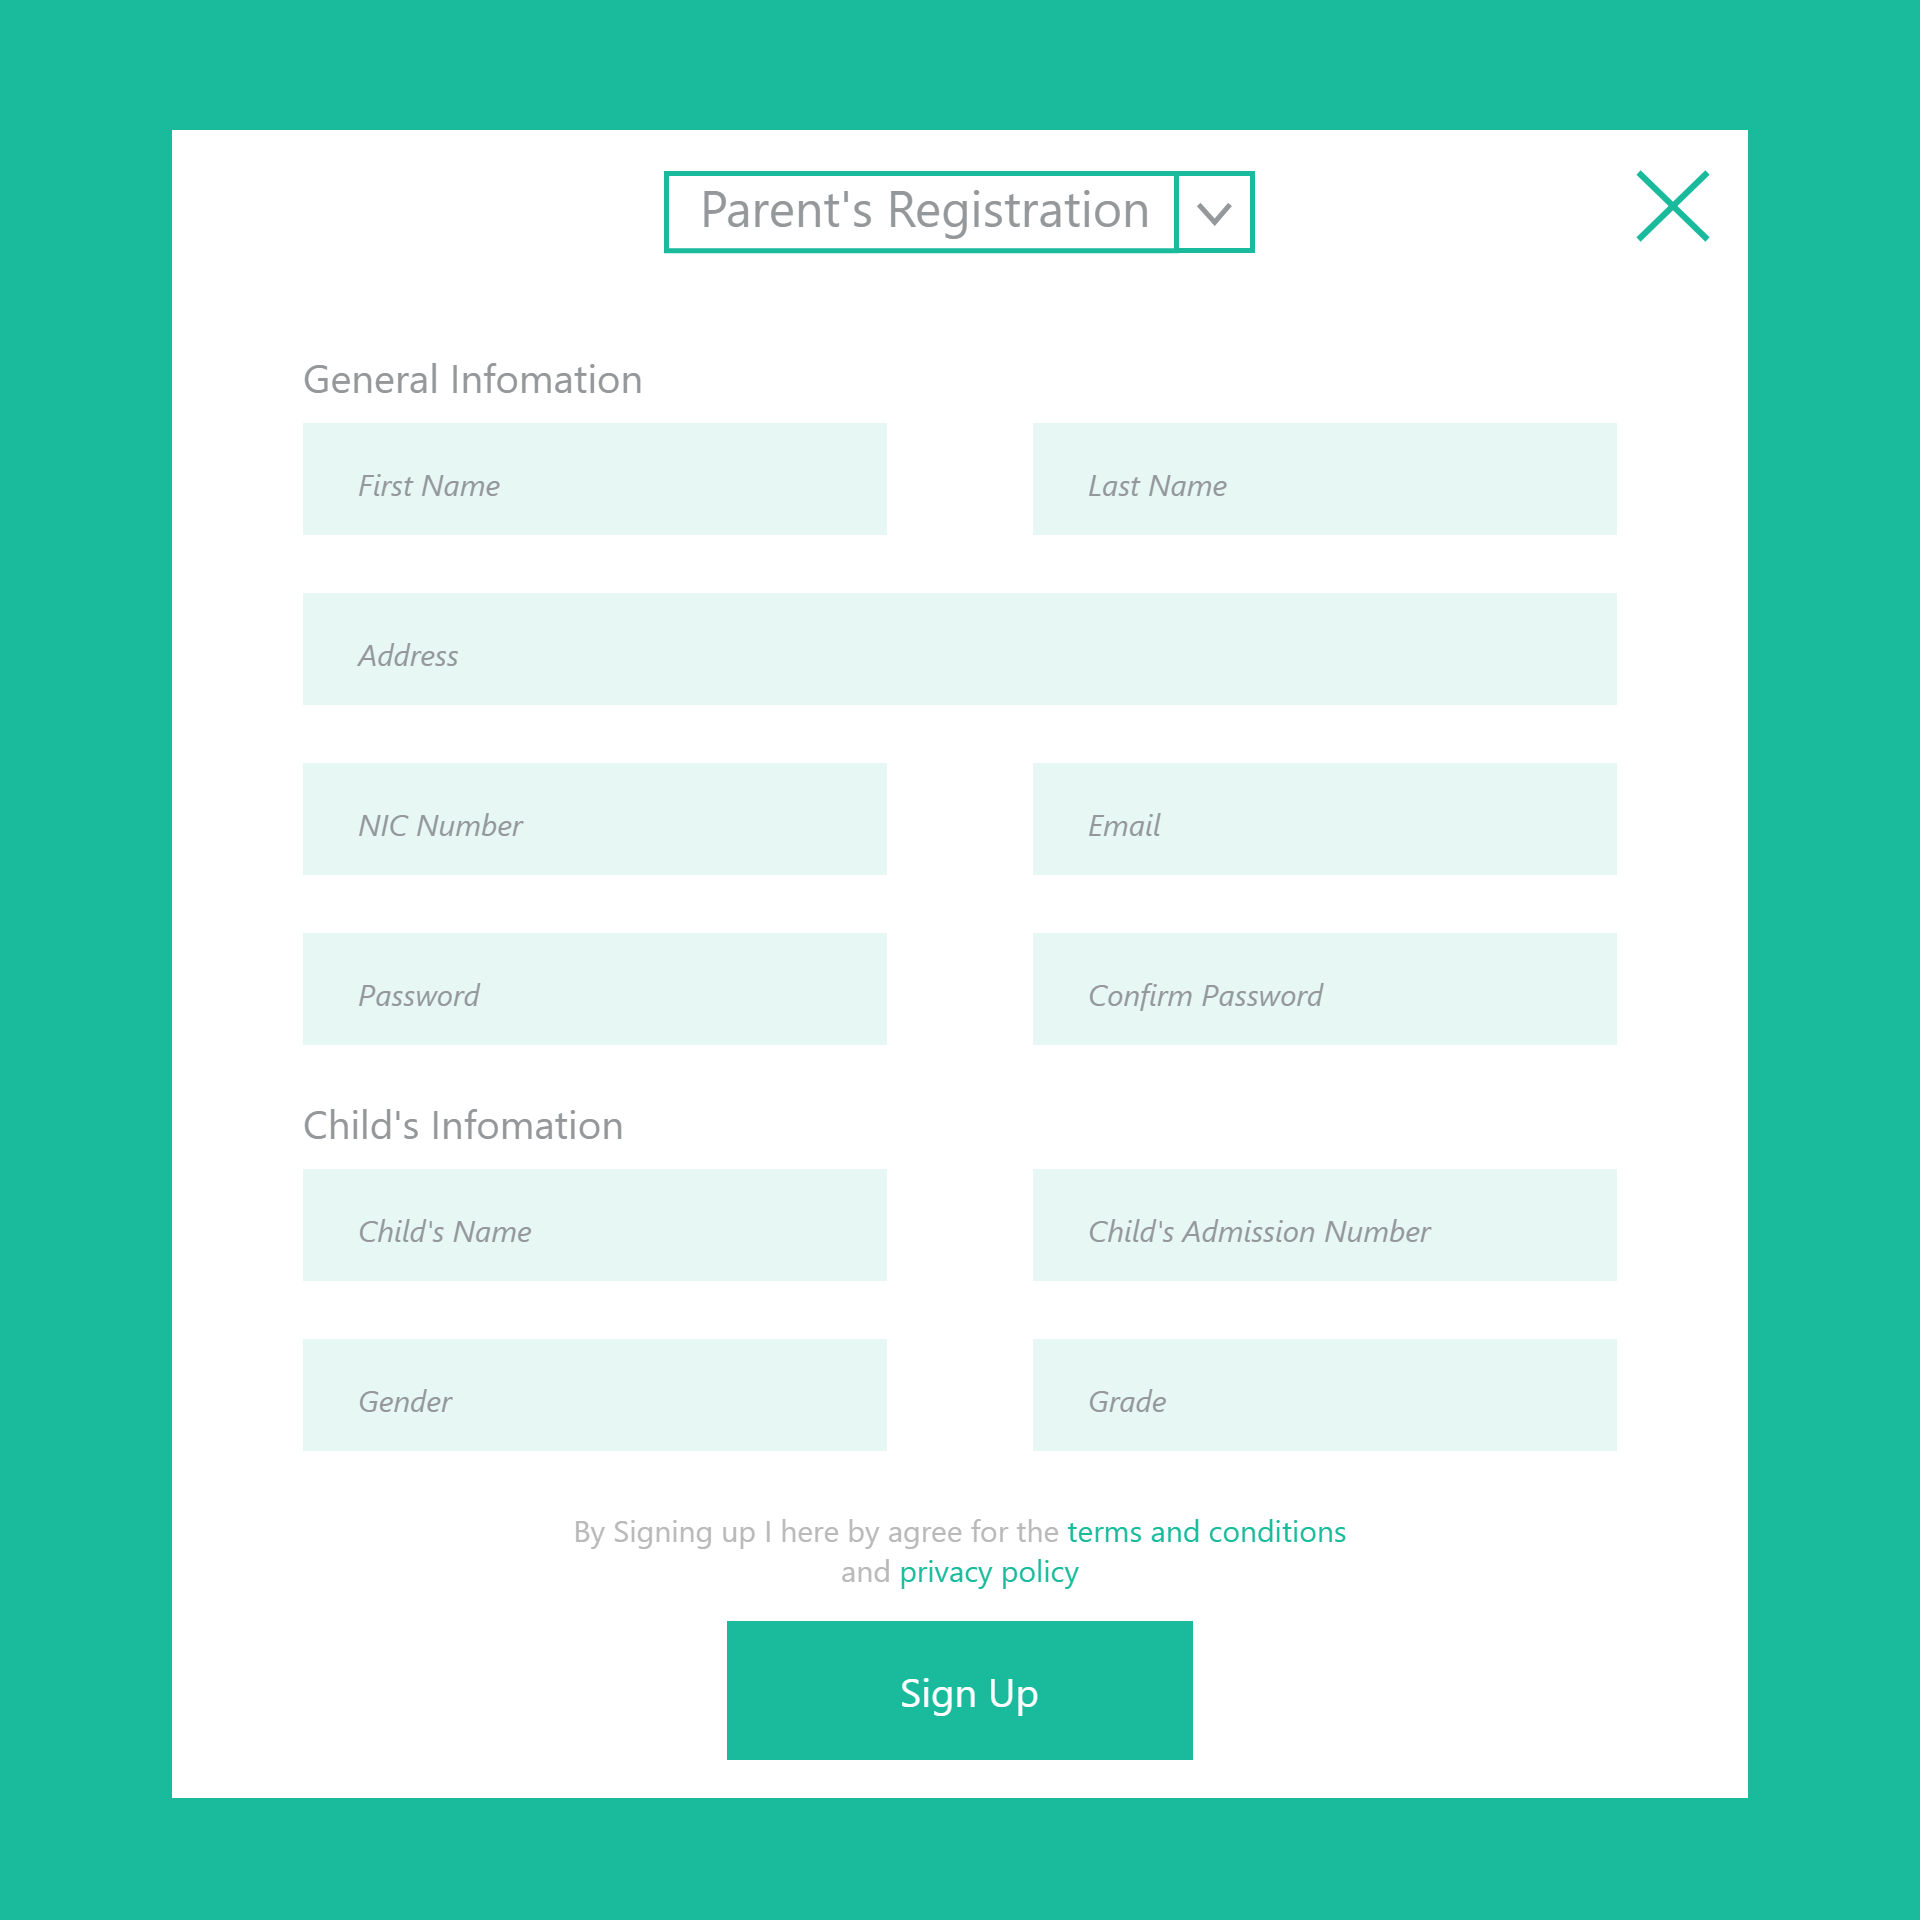 Parent's Registration
General Infomation
First Name
Last Name
Address
NIC Number
Email
Password
Confirm Password
Child's Infomation
Child's Name
Child's Admission Number
Gender
Grade
By Signing up I here by agree for the terms and conditions
and privacy policy
Sign Up